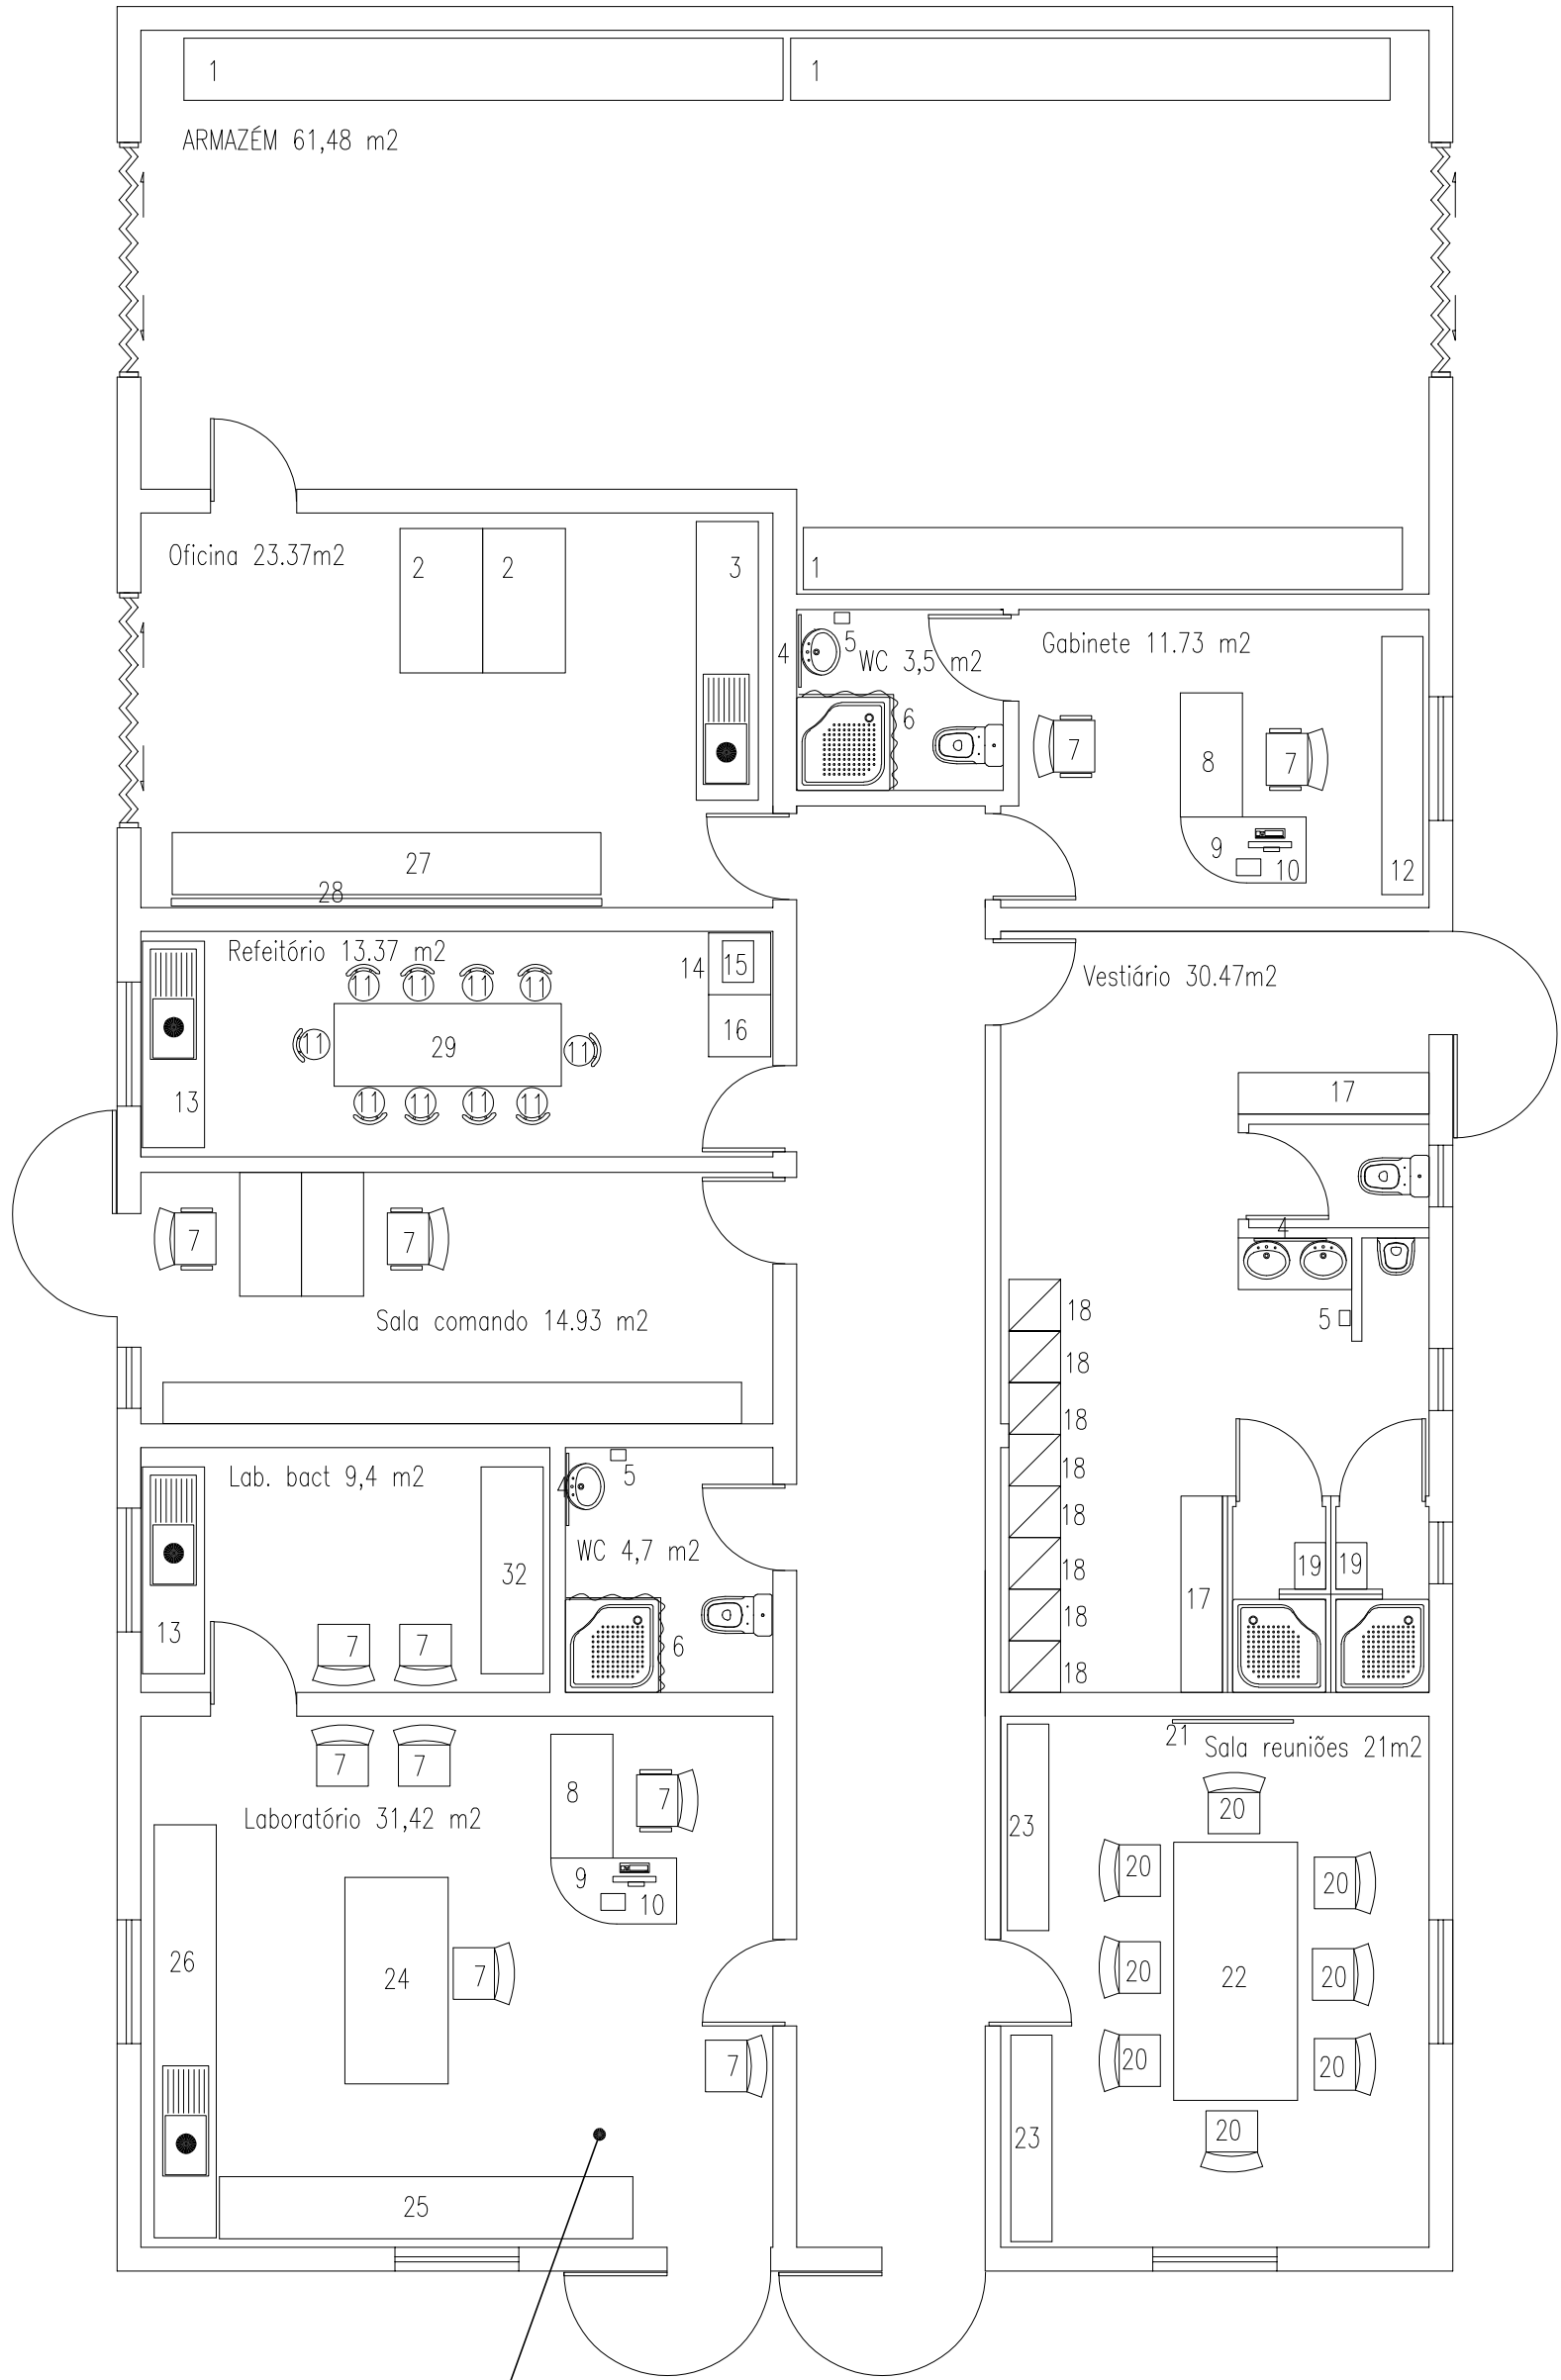 1 1
ARMAZÉM 61,48 m2
Oficina 23.37m2
2 2 3
1
4 5
WC 3,5 m2
6
Gabinete 11.73 m2
7 8 7
9 10 12
27
28
Refeitório 13.37 m2
14 15
16
11 11 11 11
11 29 11
11 11 11 11
13
Vestiário 30.47m2
17
7 7
Sala comando 14.93 m2
4
5
18
18
18
18
18
18
18
18
17 19 19
Lab. bact 9,4 m2
4 5
WC 4,7 m2
32
13
7 7
6
7 7
Laboratório 31,42 m2
8 7
9 10
26
24 7
7
25
21
Sala reuniões 21m2
23
20
20 20
20 22 20
20 20
20
23